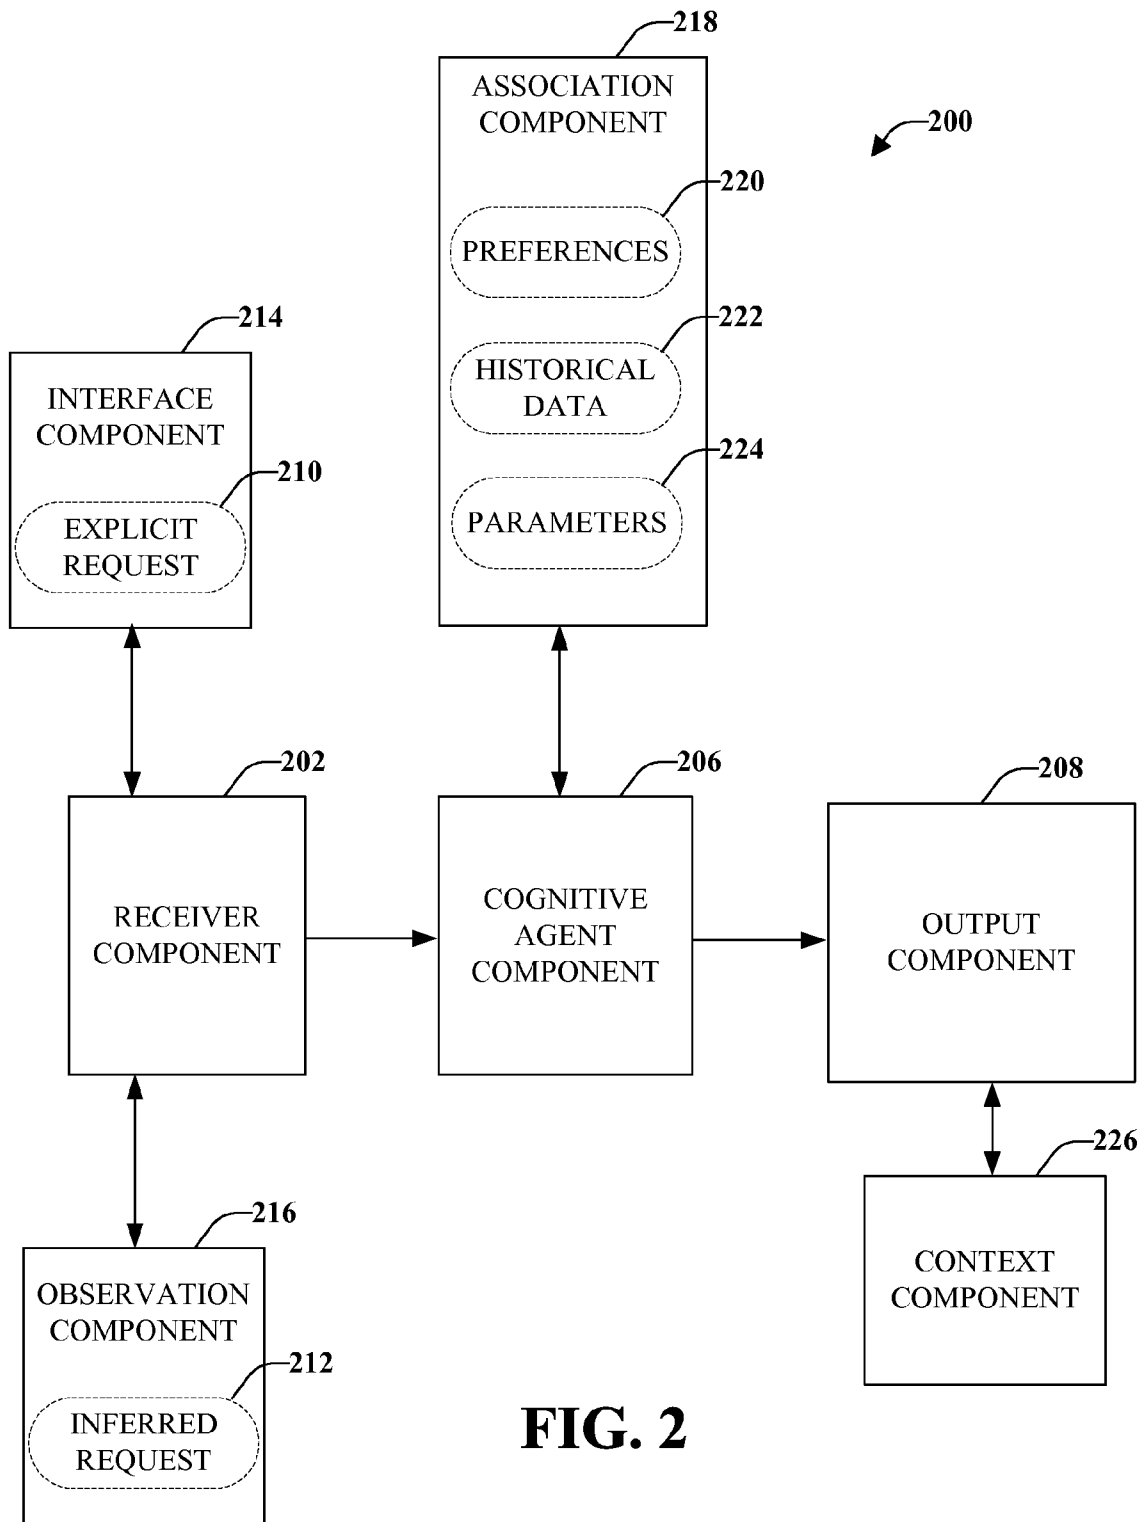 218
ASSOCIATION
COMPONENT
200
220
PREFERENCES
214
222
INTERFACE
COMPONENT
HISTORICAL
DATA
210
224
EXPLICIT
REQUEST
PARAMETERS
202
206
208
RECEIVER
COMPONENT
COGNITIVE
AGENT
COMPONENT
OUTPUT
COMPONENT
226
216
CONTEXT
COMPONENT
OBSERVATION
COMPONENT
212
INFERRED
REQUEST
FIG. 2